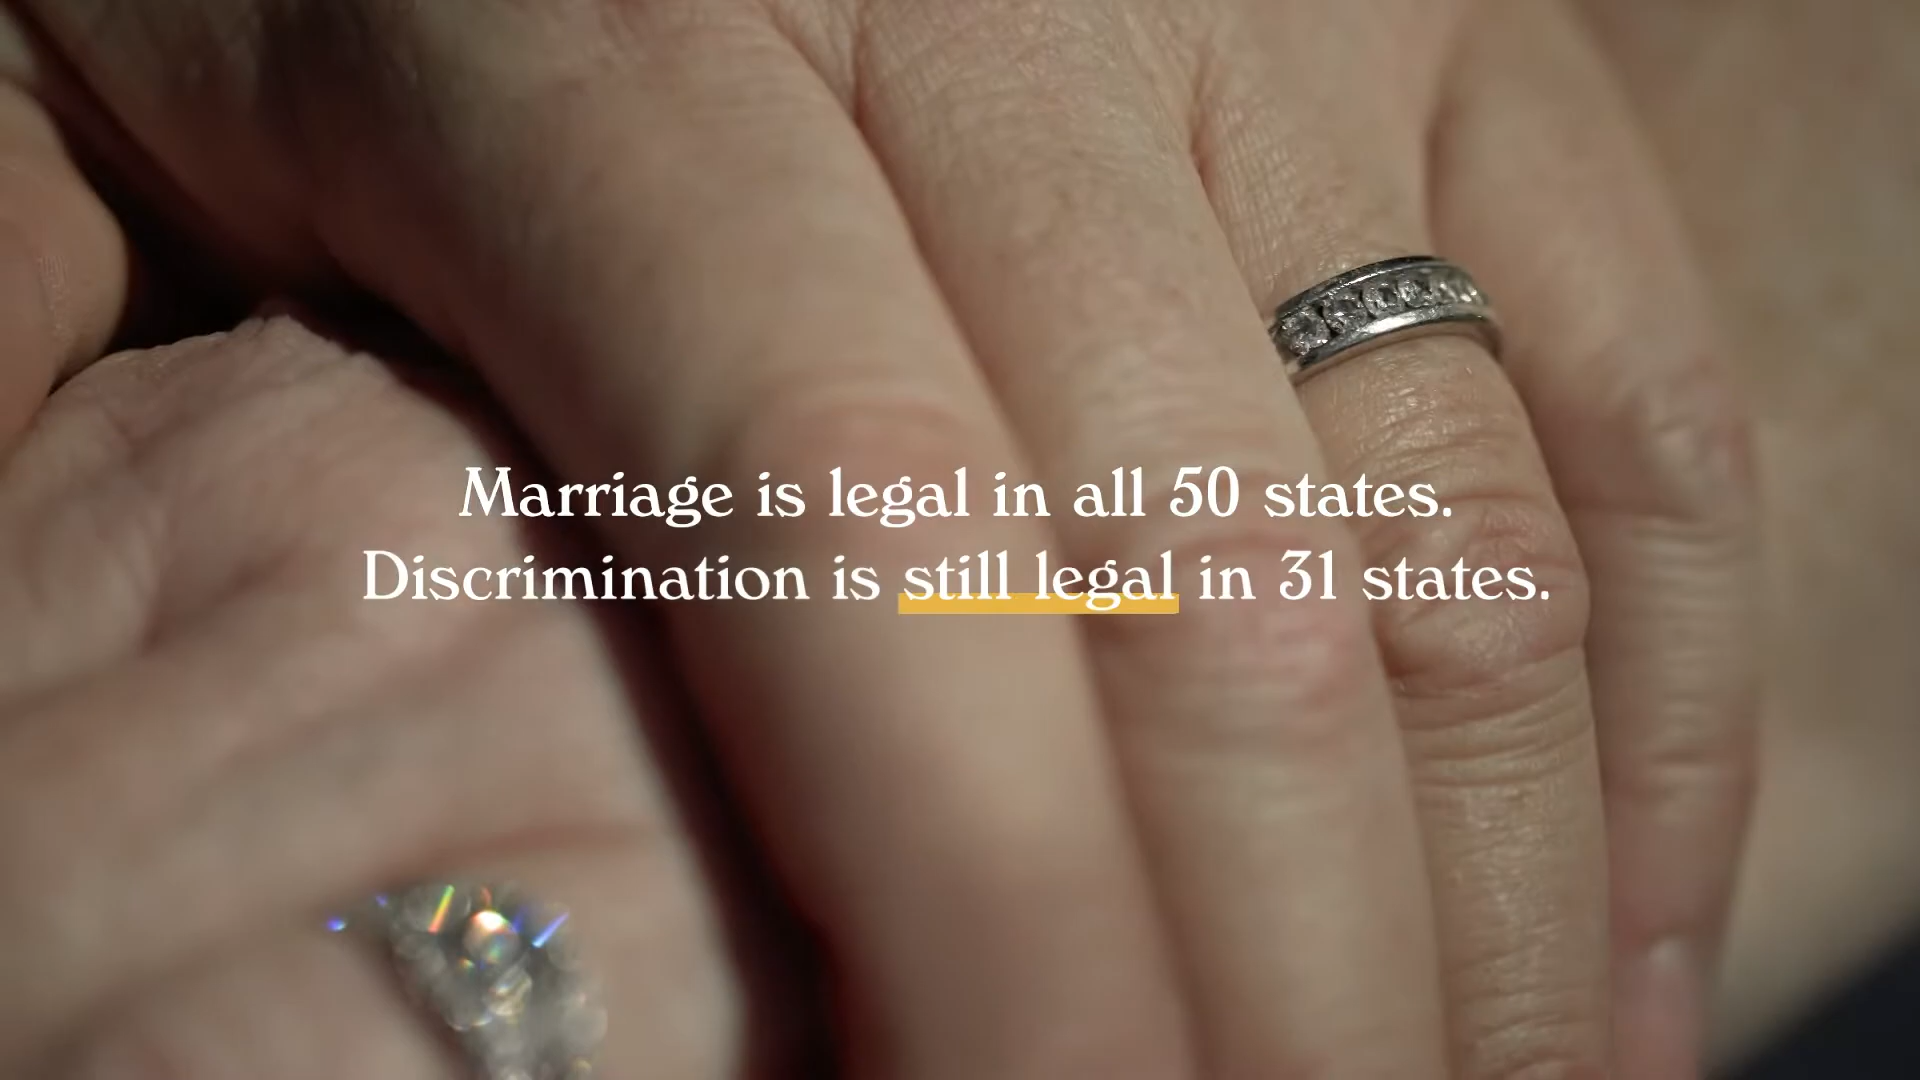 Marriage is legal in all 50 states.
Discrimination is still legal in 31 states.